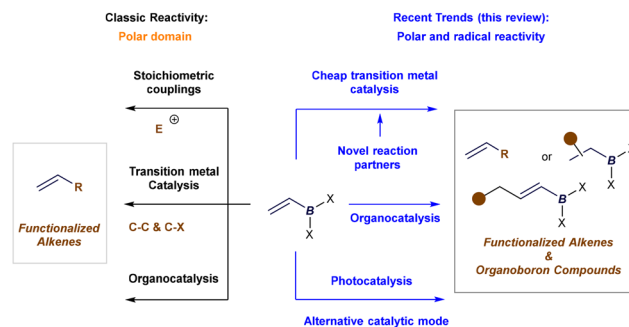 Classic Reactivity:
Polar domain
Recent Trends (this review):
Polar and radical reactivity
Stoichiometric
couplings
E ⊕
Transition metal
Catalysis
C-C & C-X
Organocatalysis
R
Functionalized
Alkenes
B
X
X
Cheap transition metal
catalysis
Novel reaction
partners
Organocatalysis
Photocatalysis
Alternative catalytic mode
R
or
B
X
X
B
X
X
Functionalized Alkenes
&
Organoboron Compounds